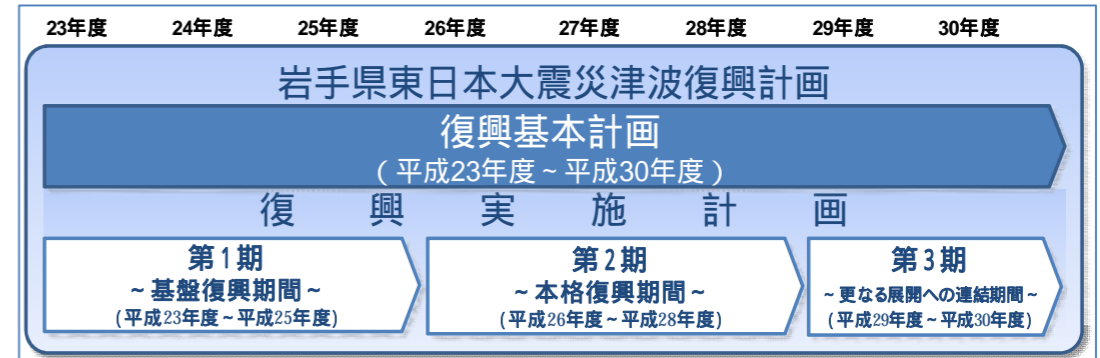 23年度 24年度 25年度 26年度 27年度 28年度 29年度 30年度
岩手県東日本大震災津波復興計画
復興基本計画
(平成23年度~平成30年度)
復興実施計画
第1期
~基盤復興期間~
(平成23年度~平成25年度)
第2期
~本格復興期間~
(平成26年度~平成28年度)
第3期
~更なる展開への連結期間~
(平成29年度~平成30年度)